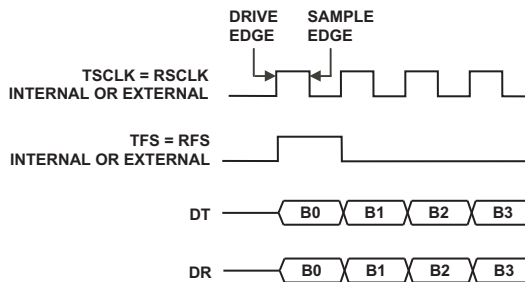 DRIVE EDGE
SAMPLE EDGE
TSCLK = RSCLK
INTERNAL OR EXTERNAL
TFS = RFS
INTERNAL OR EXTERNAL
DT B0 B1 B2 B3
DR B0 B1 B2 B3